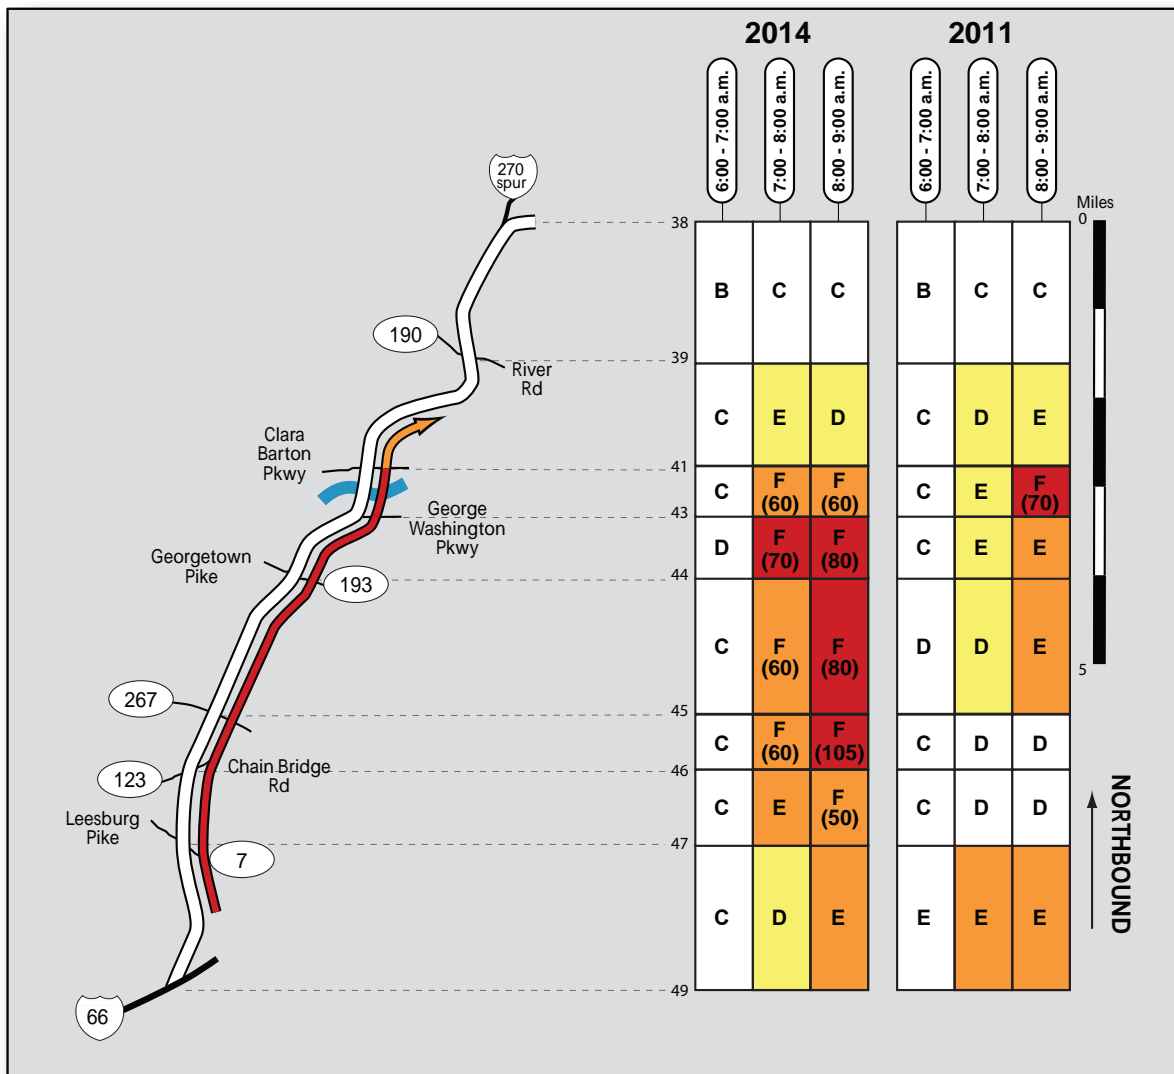 2014
2011
6:00 - 7:00 a.m.
7:00 - 8:00 a.m.
8:00 - 9:00 a.m.
6:00 - 7:00 a.m.
7:00 - 8:00 a.m.
8:00 - 9:00 a.m.
Miles
0
5
270
spur
190
River
Rd
Clara
Barton
Pkwy
George
Washington
Pkwy
Georgetown
Pike
193
267
123
Chain Bridge
Rd
Leesburg
Pike
7
66
38
B C C B C C
39
C E D C D E
41
C F (60) F (60) C E F (70)
43
D F (70) F (80) C E E
44
C F (60) F (80) D D E
45
C F (60) F (105) C D D
46
C E F (50) C D D
47
C D E E E E
49
NORTHBOUND